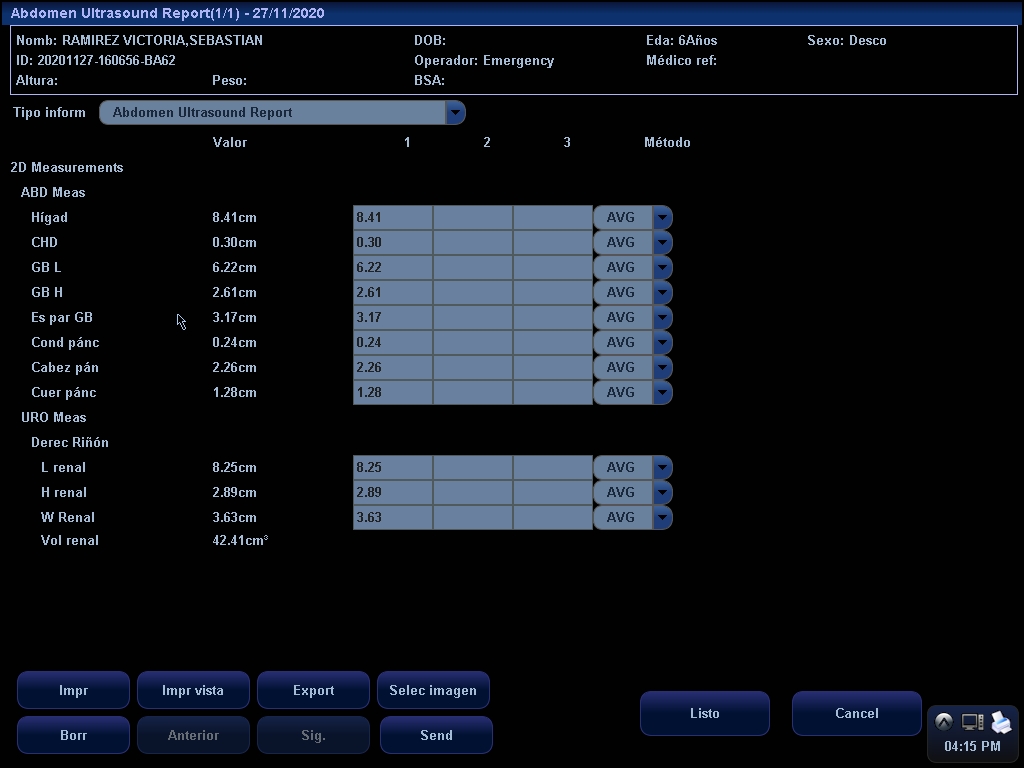 Abdomen Ultrasound Report(1/1) - 27/11/2020
Nomb: RAMIREZ VICTORIA,SEBASTIAN DOB: Eda: 6Años Sexo: Desco
ID: 20201127-160656-BA62 Operador: Emergency Médico ref:
Altura: Peso: BSA:
Tipo inform Abdomen Ultrasound Report
Valor 1 2 3 Método
2D Measurements
ABD Meas
Hígad 8.41cm 8.41 AVG
CHD 0.30cm 0.30 AVG
GB L 6.22cm 6.22 AVG
GB H 2.61cm 2.61 AVG
Es par GB 3.17cm 3.17 AVG
Cond pánc 0.24cm 0.24 AVG
Cabez pán 2.26cm 2.26 AVG
Cuer pánc 1.28cm 1.28 AVG
URO Meas
Derec Riñón
L renal 8.25cm 8.25 AVG
H renal 2.89cm 2.89 AVG
W Renal 3.63cm 3.63 AVG
Vol renal 42.41cm³
Impr Impr vista Export Selec imagen
Listo Cancel
Borr Anterior Sig. Send
04:15 PM